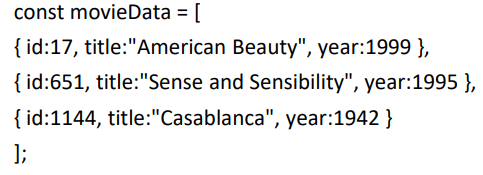 const movieData = [
{ id:17, title:"American Beauty", year:1999 },
{ id:651, title:"Sense and Sensibility", year:1995 },
{ id:1144, title:"Casablanca", year:1942 }
];